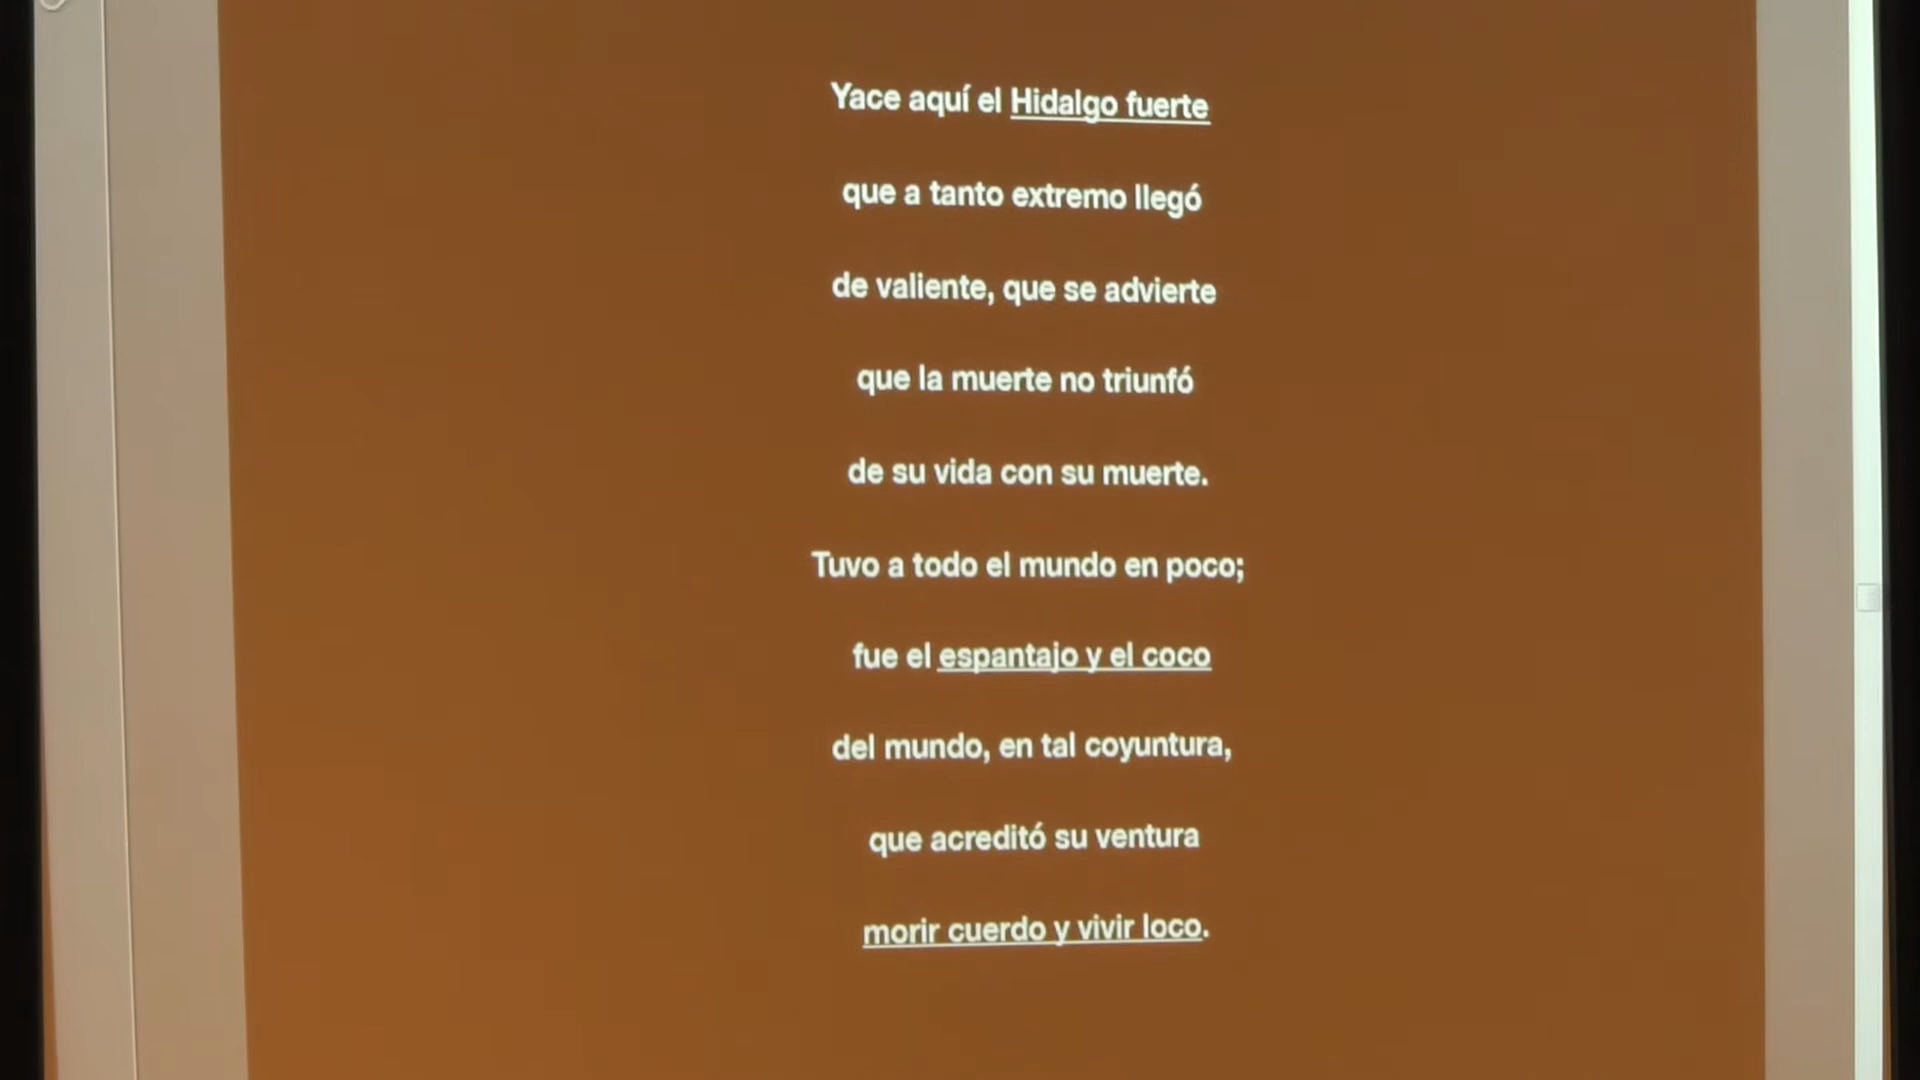 Yace aquí el Hidalgo fuerte
que a tanto extremo llegó
de valiente, que se advierte
que la muerte no triunfó
de su vida con su muerte.
Tuvo a todo el mundo en poco;
fue el espantajo y el coco
del mundo, en tal coyuntura,
que acreditó su ventura
morir cuerdo y vivir loco.